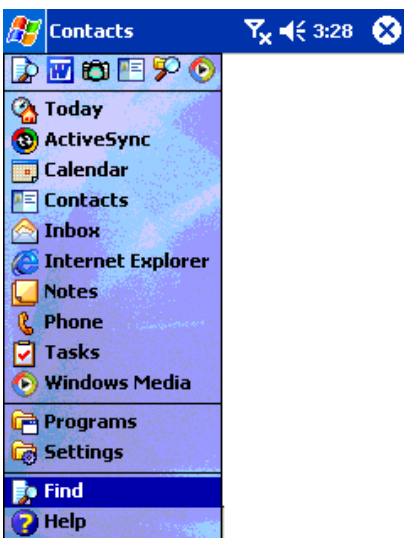 Contacts 3:28
Today
ActiveSync
Calendar
Contacts
Inbox
Internet Explorer
Notes
Phone
Tasks
Windows Media
Programs
Settings
Find
Help